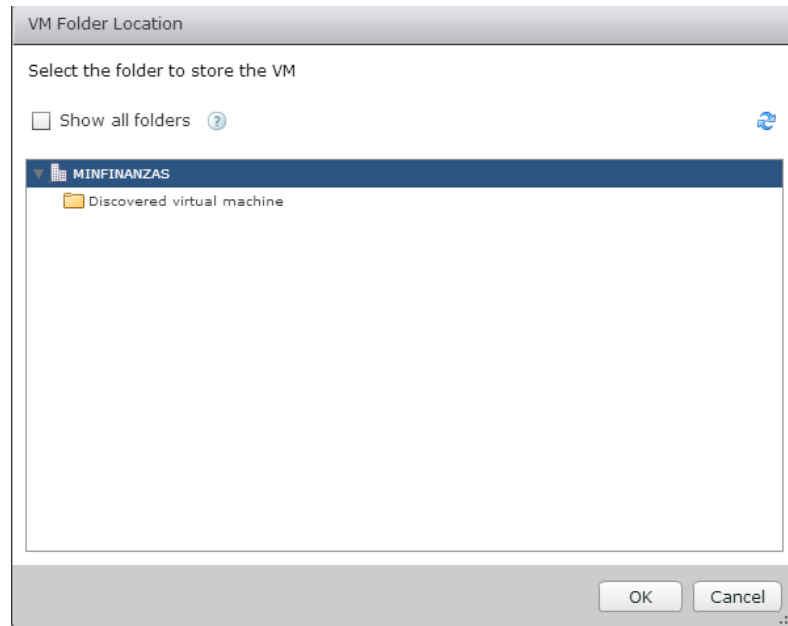 VM Folder Location
Select the folder to store the VM
Show all folders ?
MINFINANZAS
Discovered virtual machine
OK Cancel